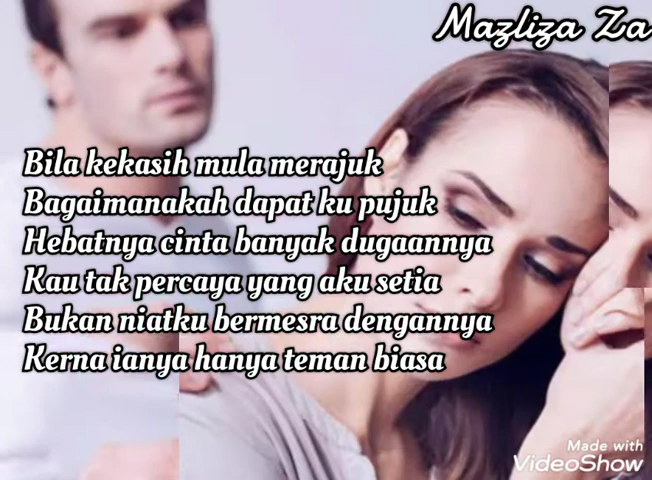 Mazliza Za
Bila kekasih mula merajuk
Bagaimanakah dapat ku pujuk
Hebatnya cinta banyak dugaannya
Kau tak percaya yang aku setia
Bukan niatku bermesra dengannya
Kerna ianya hanya teman biasa
Made with
VideoShow